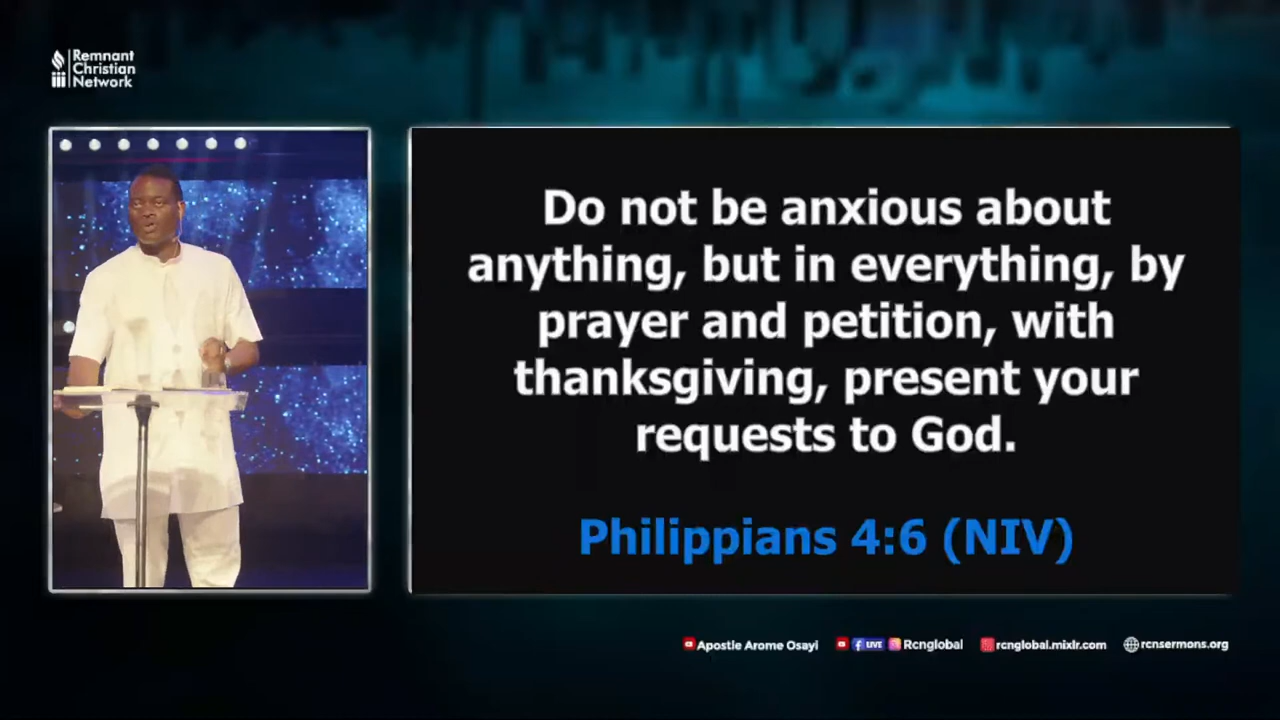 Remnant
Christian
Network
Do not be anxious about
anything, but in everything, by
prayer and petition, with
thanksgiving, present your
requests to God.
Philippians 4:6 (NIV)
Apostle Arome Osayi
LIVE Rcnglobal
rcnglobal.mixlr.com
rcnsermons.org